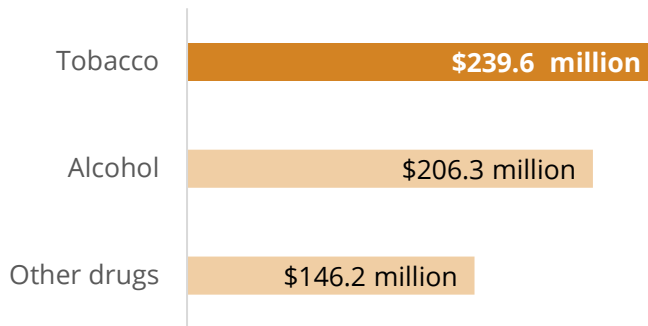 Tobacco $239.6 million
Alcohol $206.3 million
Other drugs $146.2 million